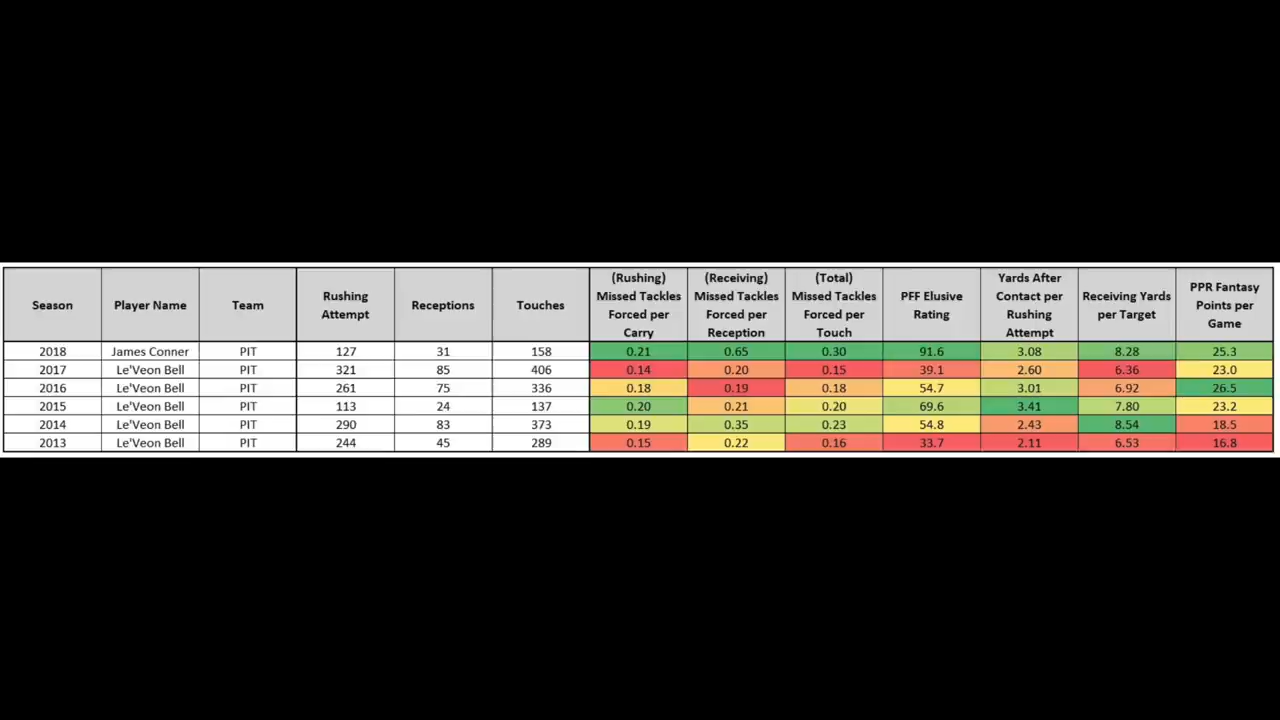 Season Player Name Team Rushing Attempt Receptions Touches (Rushing) Missed Tackles Forced per Carry (Receiving) Missed Tackles Forced per Reception (Total) Missed Tackles Forced per Touch PFF Elusive Rating Yards After Contact per Rushing Attempt Receiving Yards per Target PPR Fantasy Points per Game
2018 James Conner PIT 127 31 158 0.21 0.65 0.30 91.6 3.08 8.28 25.3
2017 Le'Veon Bell PIT 321 85 406 0.14 0.20 0.15 39.1 2.60 6.36 23.0
2016 Le'Veon Bell PIT 261 75 336 0.18 0.19 0.18 54.7 3.01 6.92 26.5
2015 Le'Veon Bell PIT 113 24 137 0.20 0.21 0.20 69.6 3.41 7.80 23.2
2014 Le'Veon Bell PIT 290 83 373 0.19 0.35 0.23 54.8 2.43 8.54 18.5
2013 Le'Veon Bell PIT 244 45 289 0.15 0.22 0.16 33.7 2.11 6.53 16.8